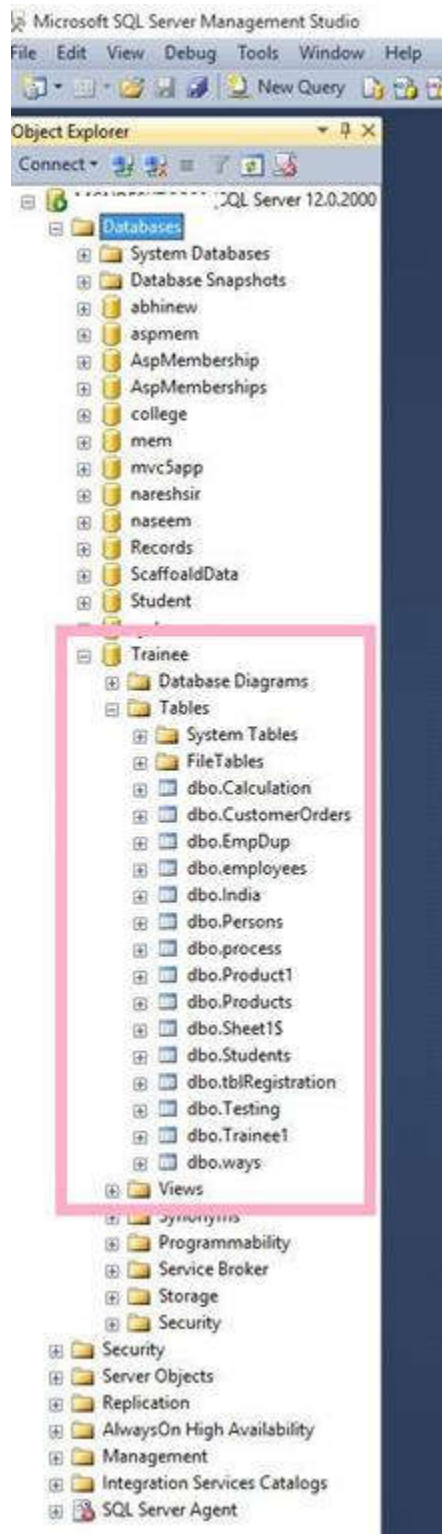 Microsoft SQL Server Management Studio
File Edit View Debug Tools Window Help
New Query
Object Explorer
Connect
SQL Server 12.0.2000
Databases
System Databases
Database Snapshots
abhinew
aspmem
AspMembership
AspMemberships
college
mem
mvc5app
nareshsir
naseem
Records
ScaffoaldData
Student
Trainee
Database Diagrams
Tables
System Tables
FileTables
dbo.Calculation
dbo.CustomerOrders
dbo.EmpDup
dbo.employees
dbo.India
dbo.Persons
dbo.process
dbo.Product1
dbo.Products
dbo.Sheet1$
dbo.Students
dbo.tblRegistration
dbo.Testing
dbo.Trainee1
dbo.ways
Views
Synonyms
Programmability
Service Broker
Storage
Security
Security
Server Objects
Replication
AlwaysOn High Availability
Management
Integration Services Catalogs
SQL Server Agent